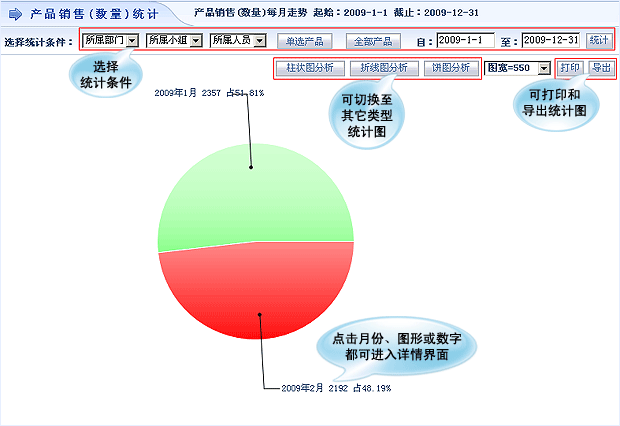 产品销售(数量)统计 产品销售(数量)每月走势 起始：2009-1-1 截止：2009-12-31
选择统计条件： 所属部门 所属小组 所属人员 单选产品 全部产品 自： 2009-1-1 至： 2009-12-31 统计
柱状图分析 折线图分析 饼图分析 图宽=550 打印 导出
选择
统计条件
可切换至
其它类型
统计图
可打印和
导出统计图
2009年1月 2357 占51.81%
点击月份、图形或数字
都可进入详情界面
2009年2月 2192 占48.19%